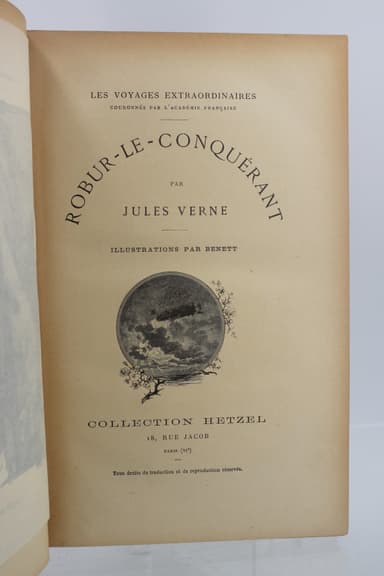 LES VOYAGES EXTRAORDINAIRES
COURONNÉS PAR L'ACADÉMIE FRANÇAISE
ROBUR-LE-CONQUÉRANT
PAR
JULES VERNE
ILLUSTRATIONS PAR BENETT
COLLECTION HETZEL
18, RUE JACOB
PARIS (VIᵉ)
Tous droits de traduction et de reproduction réservés.